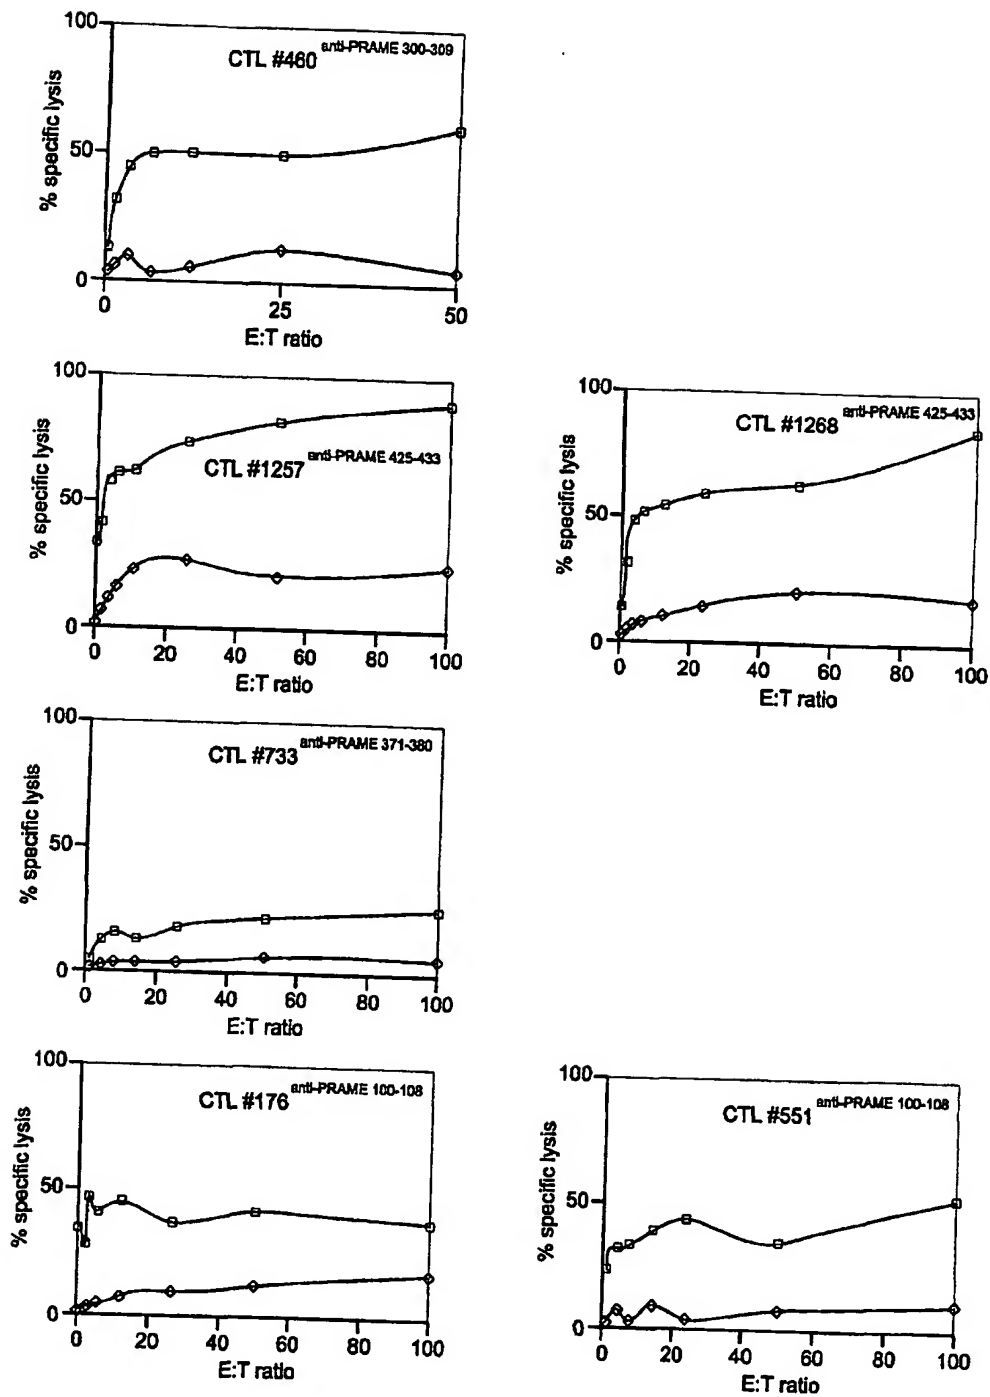 CTL #460 anti-PRAME 300-309
% specific lysis
100
50
0
0 25 50
E:T ratio
CTL #1257 anti-PRAME 425-433
% specific lysis
100
50
0
0 20 40 60 80 100
E:T ratio
CTL #1268 anti-PRAME 425-433
% specific lysis
100
50
0
0 20 40 60 80 100
E:T ratio
CTL #733 anti-PRAME 371-380
% specific lysis
100
50
0
0 20 40 60 80 100
E:T ratio
CTL #176 anti-PRAME 100-108
% specific lysis
100
50
0
0 20 40 60 80 100
E:T ratio
CTL #551 anti-PRAME 100-108
% specific lysis
100
50
0
0 20 40 60 80 100
E:T ratio